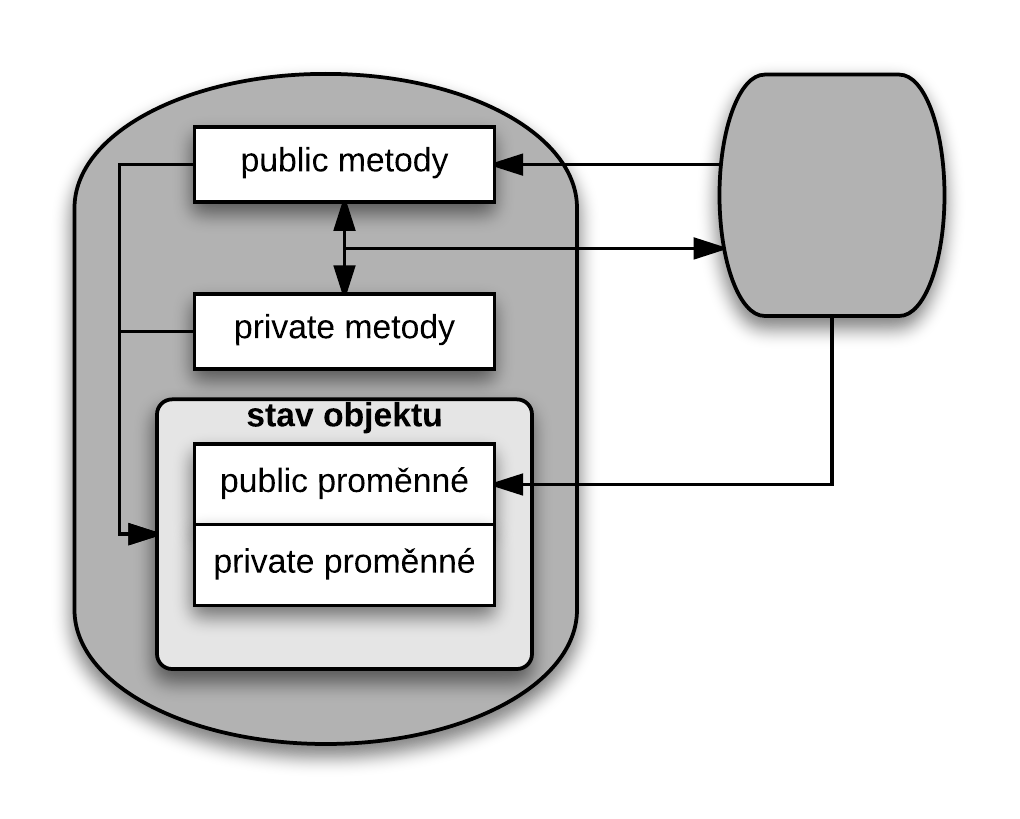 public metody
private metody
stav objektu
public proměnné
private proměnné